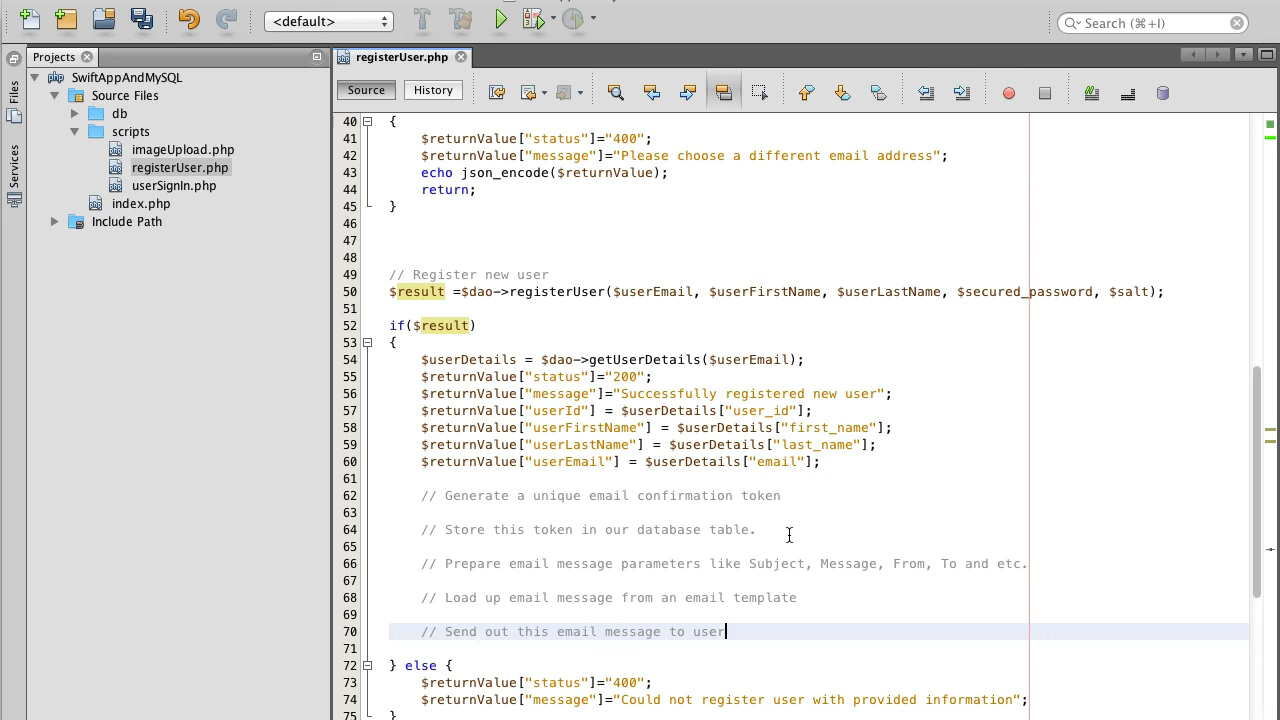 <default>
Search (⌘+I)
Projects
registerUser.php
Source
History
Files
Services
SwiftAppAndMySQL
Source Files
db
scripts
imageUpload.php
registerUser.php
userSignIn.php
index.php
Include Path
40 {
41 $returnValue["status"]="400";
42 $returnValue["message"]="Please choose a different email address";
43 echo json_encode($returnValue);
44 return;
45 }
46
47
48
49 // Register new user
50 $result =$dao->registerUser($userEmail, $userFirstName, $userLastName, $secured_password, $salt);
51
52 if($result)
53 {
54 $userDetails = $dao->getUserDetails($userEmail);
55 $returnValue["status"]="200";
56 $returnValue["message"]="Successfully registered new user";
57 $returnValue["userId"] = $userDetails["user_id"];
58 $returnValue["userFirstName"] = $userDetails["first_name"];
59 $returnValue["userLastName"] = $userDetails["last_name"];
60 $returnValue["userEmail"] = $userDetails["email"];
61
62 // Generate a unique email confirmation token
63
64 // Store this token in our database table.
65
66 // Prepare email message parameters like Subject, Message, From, To and etc.
67
68 // Load up email message from an email template
69
70 // Send out this email message to user
71
72 } else {
73 $returnValue["status"]="400";
74 $returnValue["message"]="Could not register user with provided information";
75 }